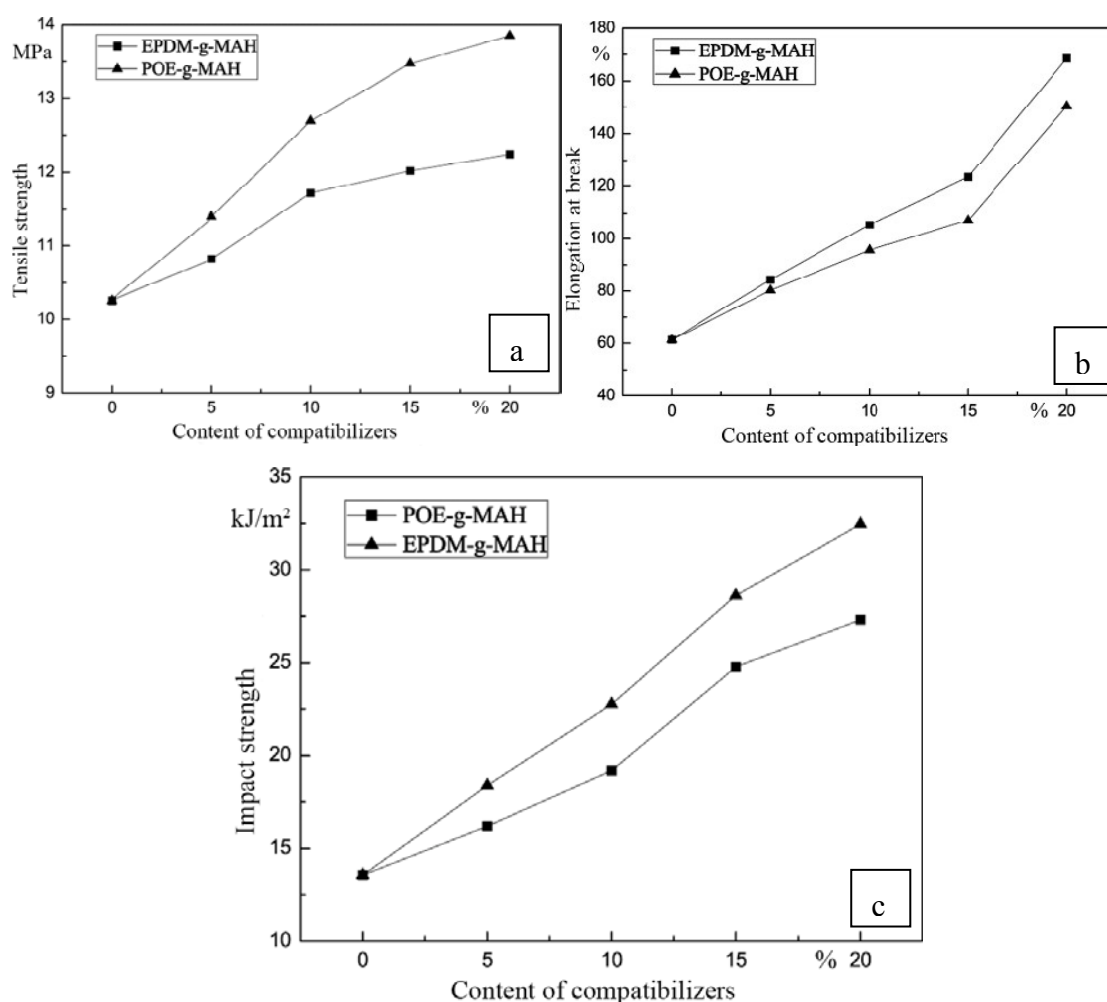 14
MPa
EPDM-g-MAH
POE-g-MAH
13
12
11
10
9
Tensile strength
a
0 5 10 15 % 20
Content of compatibilizers
180
%
EPDM-g-MAH
POE-g-MAH
160
140
120
100
80
60
40
Elongation at break
b
0 5 10 15 % 20
Content of compatibilizers
35
kJ/m²
POE-g-MAH
EPDM-g-MAH
30
25
20
15
10
Impact strength
c
0 5 10 15 % 20
Content of compatibilizers